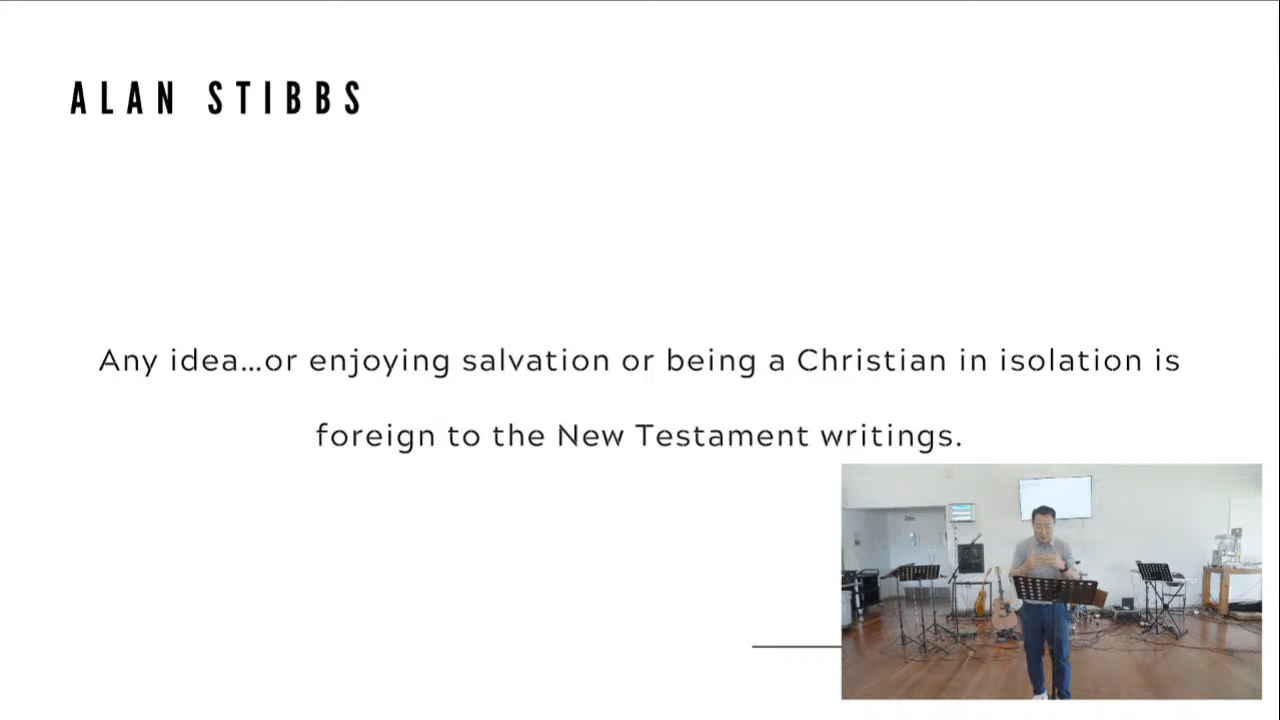 ALAN STIBBS
Any idea...or enjoying salvation or being a Christian in isolation is
foreign to the New Testament writings.